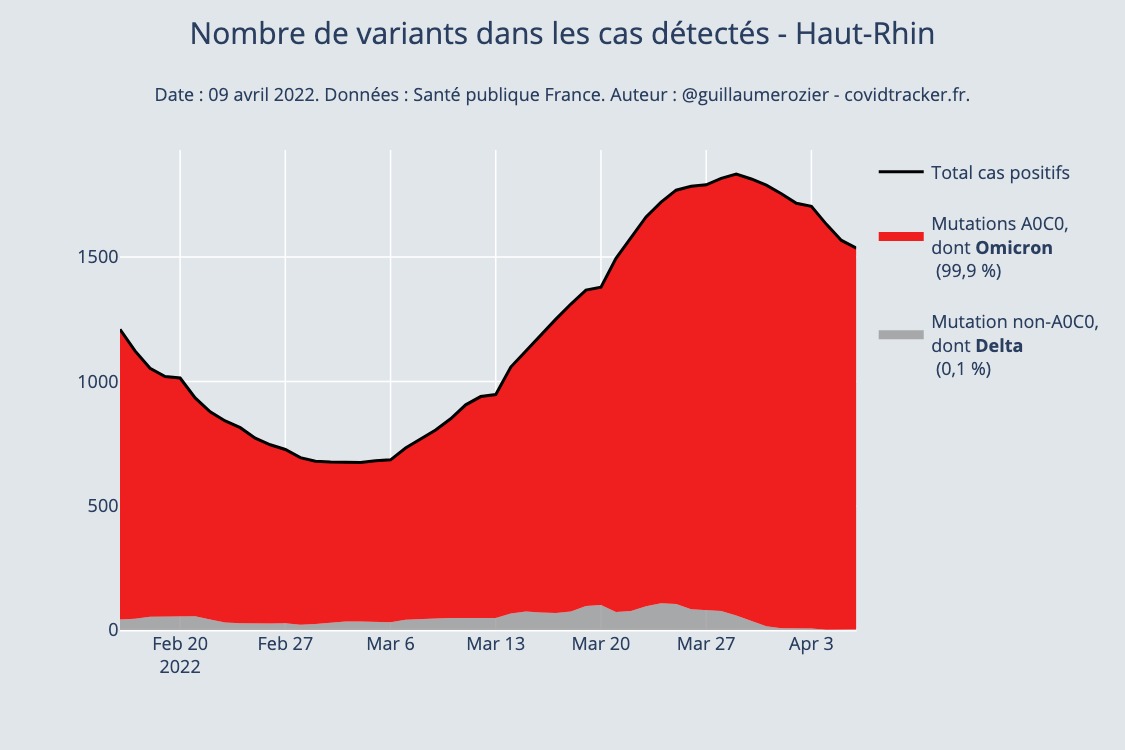 Nombre de variants dans les cas détectés - Haut-Rhin
Date : 09 avril 2022. Données : Santé publique France. Auteur : @guillaumerozier - covidtracker.fr.
Total cas positifs
Mutations A0C0,
dont Omicron
(99,9 %)
Mutation non-A0C0,
dont Delta
(0,1 %)
1500
1000
500
0
Feb 20
2022
Feb 27
Mar 6
Mar 13
Mar 20
Mar 27
Apr 3